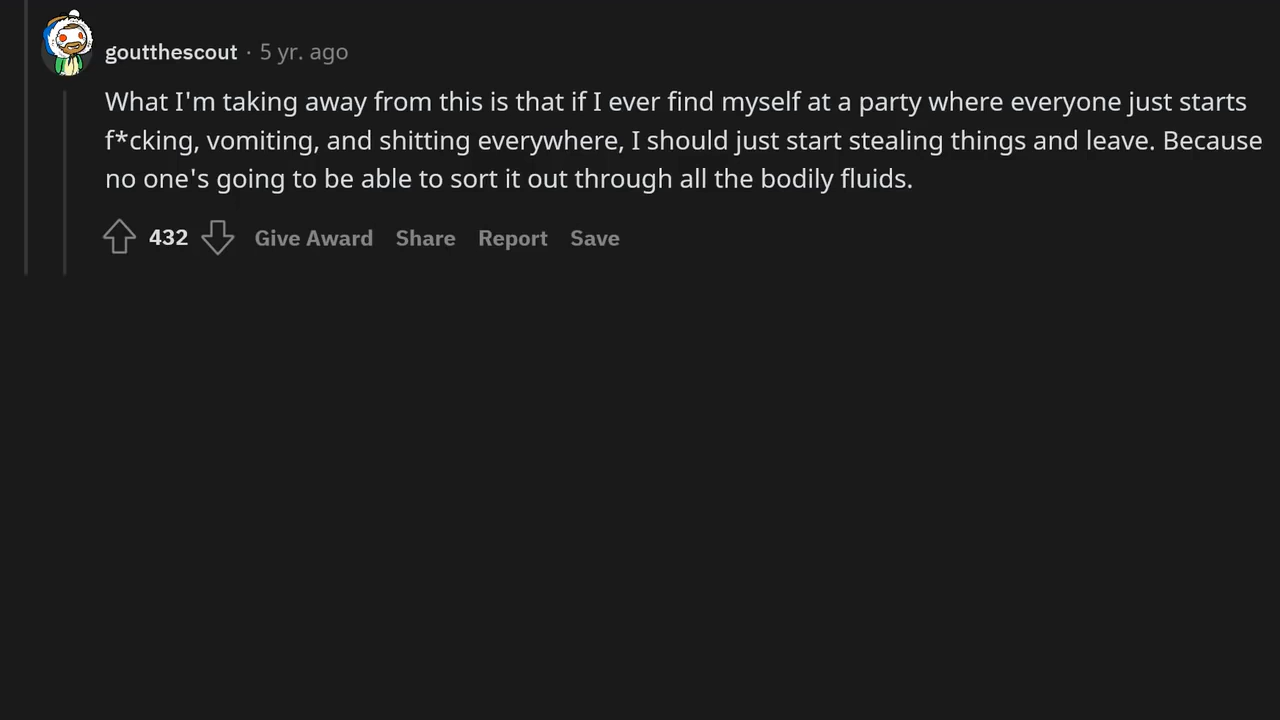 goutthescout · 5 yr. ago
What I'm taking away from this is that if I ever find myself at a party where everyone just starts
f*cking, vomiting, and shitting everywhere, I should just start stealing things and leave. Because
no one's going to be able to sort it out through all the bodily fluids.
432 Give Award Share Report Save